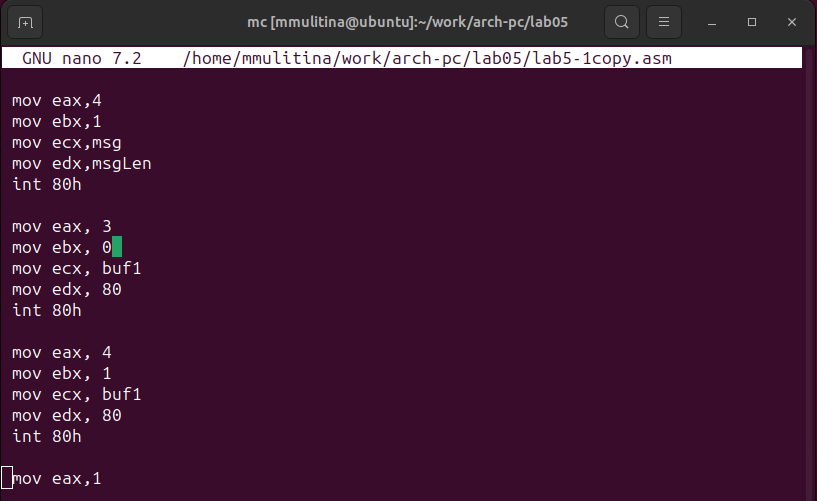 mc [mmulitina@ubuntu]:~/work/arch-pc/lab05
GNU nano 7.2 /home/mmulitina/work/arch-pc/lab05/lab5-1copy.asm
mov eax,4
mov ebx,1
mov ecx,msg
mov edx,msgLen
int 80h
mov eax, 3
mov ebx, 0
mov ecx, buf1
mov edx, 80
int 80h
mov eax, 4
mov ebx, 1
mov ecx, buf1
mov edx, 80
int 80h
mov eax,1